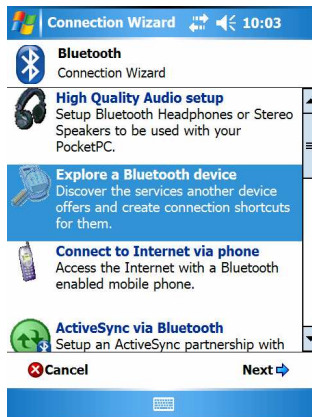 Connection Wizard 10:03
Bluetooth
Connection Wizard
High Quality Audio setup
Setup Bluetooth Headphones or Stereo
Speakers to be used with your
PocketPC.
Explore a Bluetooth device
Discover the services another device
offers and create connection shortcuts
for them.
Connect to Internet via phone
Access the Internet with a Bluetooth
enabled mobile phone.
ActiveSync via Bluetooth
Setup an ActiveSync partnership with
Cancel Next